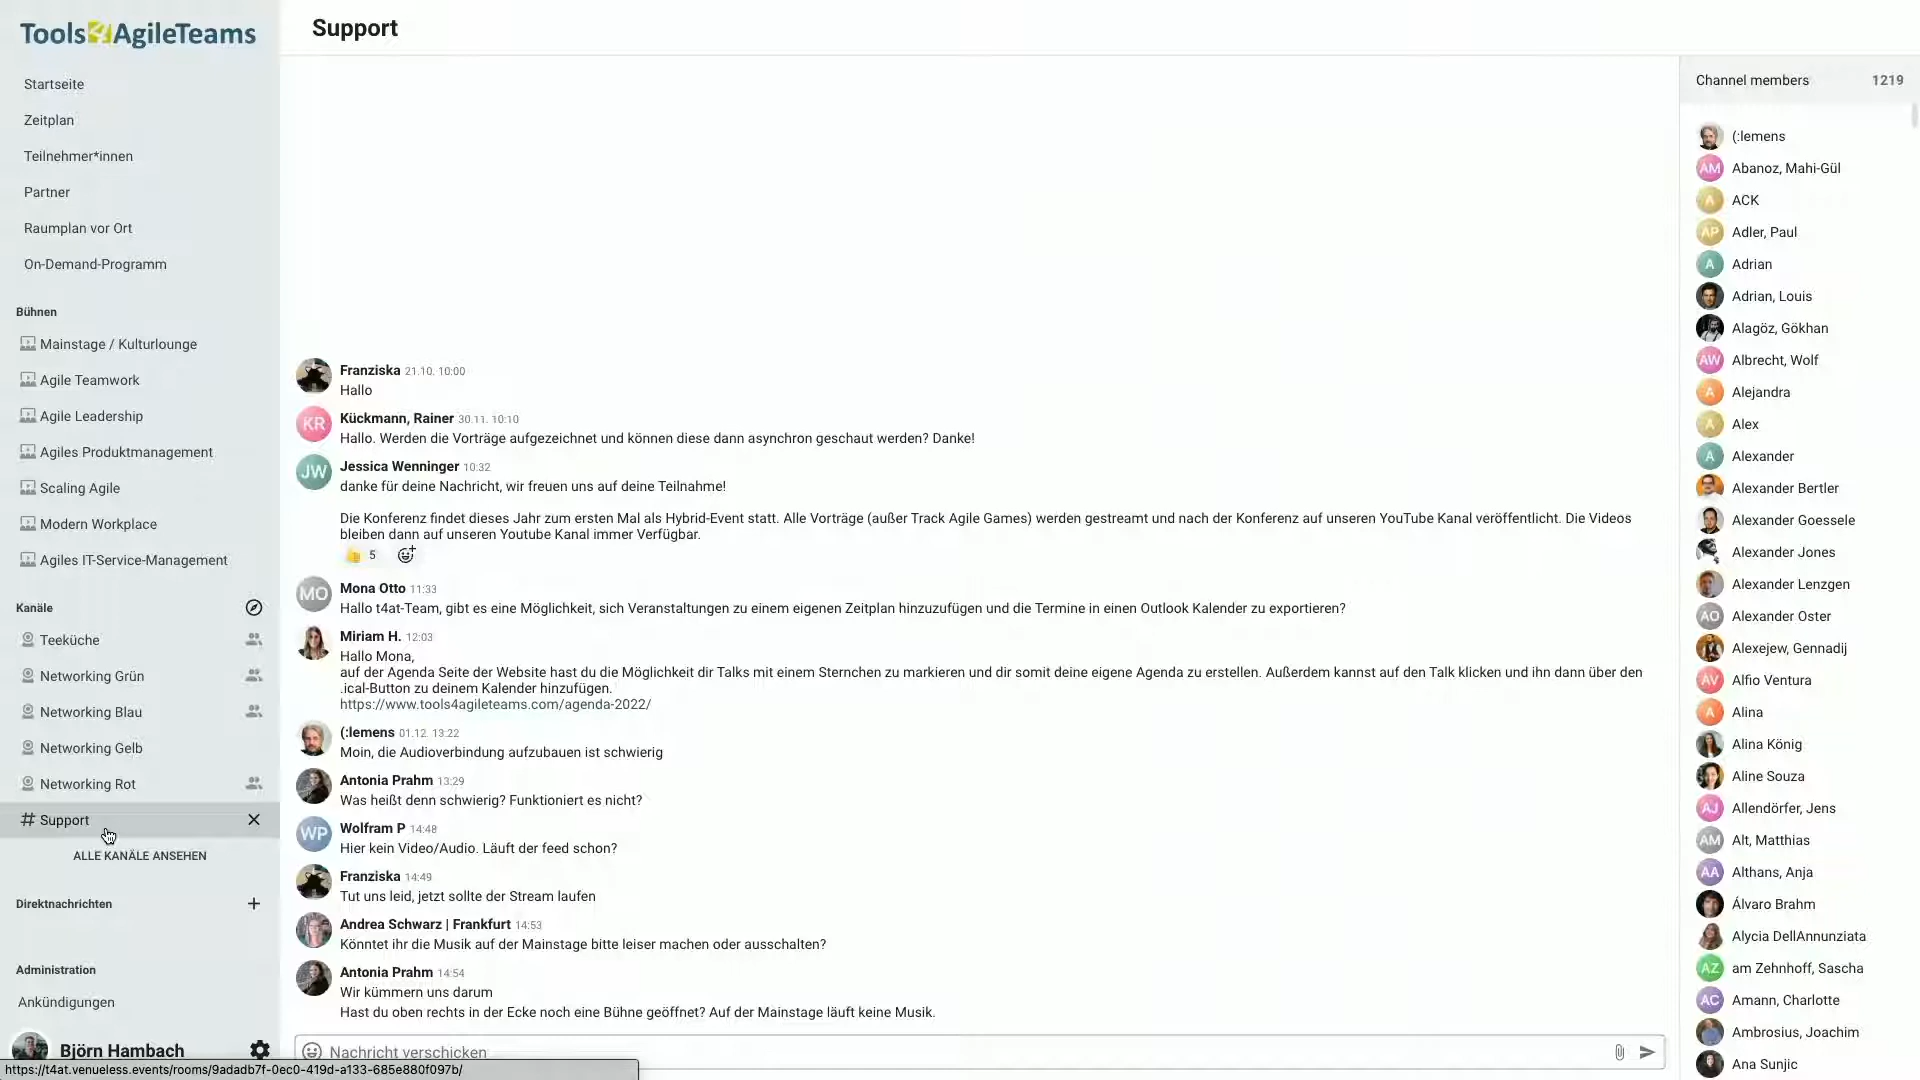 Tools4AgileTeams
Startseite
Zeitplan
Teilnehmer*innen
Partner
Raumplan vor Ort
On-Demand-Programm
Bühnen
Mainstage / Kulturlounge
Agile Teamwork
Agile Leadership
Agiles Produktmanagement
Scaling Agile
Modern Workplace
Agiles IT-Service-Management
Kanäle
Teeküche
Networking Grün
Networking Blau
Networking Gelb
Networking Rot
# Support
ALLE KANÄLE ANSEHEN
Direktnachrichten
Administration
Ankündigungen
Björn Hambach
https://t4at.venueless.events/rooms/9adadb7f-0ec0-419d-a133-685e880f097b/
Support
Franziska 21.10. 10:00
Hallo
KR Kückmann, Rainer 30.11. 10:10
Hallo. Werden die Vorträge aufgezeichnet und können diese dann asynchron geschaut werden? Danke!
JW Jessica Wenninger 10:32
danke für deine Nachricht, wir freuen uns auf deine Teilnahme!
Die Konferenz findet dieses Jahr zum ersten Mal als Hybrid-Event statt. Alle Vorträge (außer Track Agile Games) werden gestreamt und nach der Konferenz auf unseren YouTube Kanal veröffentlicht. Die Videos
bleiben dann auf unseren Youtube Kanal immer Verfügbar.
5
MO Mona Otto 11:33
Hallo t4at-Team, gibt es eine Möglichkeit, sich Veranstaltungen zu einem eigenen Zeitplan hinzuzufügen und die Termine in einen Outlook Kalender zu exportieren?
Miriam H. 12:03
Hallo Mona,
auf der Agenda Seite der Website hast du die Möglichkeit dir Talks mit einem Sternchen zu markieren und dir somit deine eigene Agenda zu erstellen. Außerdem kannst auf den Talk klicken und ihn dann über den
.ical-Button zu deinem Kalender hinzufügen.
https://www.tools4agileteams.com/agenda-2022/
(:lemens 01.12. 13:22
Moin, die Audioverbindung aufzubauen ist schwierig
Antonia Prahm 13:29
Was heißt denn schwierig? Funktioniert es nicht?
WP Wolfram P 14:48
Hier kein Video/Audio. Läuft der feed schon?
Franziska 14:49
Tut uns leid, jetzt sollte der Stream laufen
Andrea Schwarz | Frankfurt 14:53
Könntet ihr die Musik auf der Mainstage bitte leiser machen oder ausschalten?
Antonia Prahm 14:54
Wir kümmern uns darum
Hast du oben rechts in der Ecke noch eine Bühne geöffnet? Auf der Mainstage läuft keine Musik.
Nachricht verschicken
Channel members 1219
(:lemens
AM Abanoz, Mahi-Gül
A ACK
AP Adler, Paul
A Adrian
Adrian, Louis
Alagöz, Gökhan
AW Albrecht, Wolf
A Alejandra
A Alex
A Alexander
Alexander Bertler
Alexander Goessele
Alexander Jones
Alexander Lenzgen
AO Alexander Oster
Alexejew, Gennadij
AV Alfio Ventura
A Alina
Alina König
Aline Souza
AJ Allendörfer, Jens
AM Alt, Matthias
AA Althans, Anja
Álvaro Brahm
Alycia DellAnnunziata
AZ am Zehnhoff, Sascha
AC Amann, Charlotte
Ambrosius, Joachim
Ana Sunjic